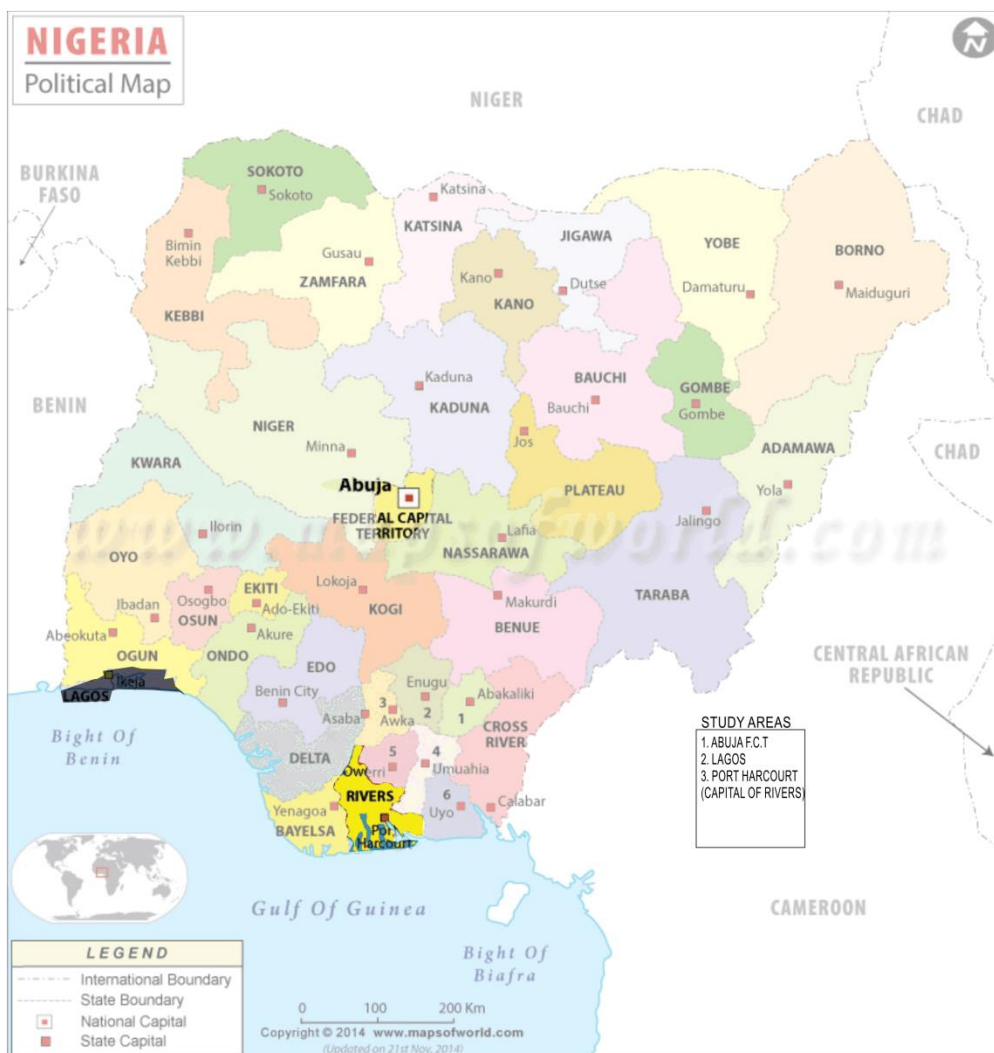 NIGERIA
Political Map
N
NIGER
CHAD
BURKINA
FASO
SOKOTO
Sokoto
Katsina
KATSINA
JIGAWA
YOBE
BORNO
Bimin
Kebbi
Gusau
ZAMFARA
Kano
KANO
Dutse
Damaturu
Maiduguri
KEBBI
BENIN
Kaduna
KADUNA
BAUCHI
Bauchi
GOMBE
Gombe
NIGER
Minna
Jos
ADAMAWA
CHAD
KWARA
Abuja
PLATEAU
Yola
FEDERAL CAPITAL
TERRITORY
Ilorin
Lafia
NASSARAWA
Jalingo
www.mapsofworld.com
OYO
Ibadan
Osogbo
OSUN
EKITI
Ado-Ekiti
Lokoja
KOGI
Makurdi
BENUE
TARABA
Abeokuta
OGUN
Akure
ONDO
EDO
CENTRAL AFRICAN
REPUBLIC
Ikeja
LAGOS
Benin City
Asaba
3
Awka
Enugu
2
Abakaliki
1
CROSS
RIVER
STUDY AREAS
1. ABUJA F.C.T
2. LAGOS
3. PORT HARCOURT
(CAPITAL OF RIVERS)
Bight Of
Benin
DELTA
5
Owerri
4
Umuahia
RIVERS
6
Uyo
Calabar
Yenagoa
BAYELSA
Port
Harcourt
Gulf Of Guinea
CAMEROON
Bight Of
Biafra
LEGEND
International Boundary
State Boundary
National Capital
State Capital
0 100 200 Km
Copyright © 2014 www.mapsofworld.com
(Updated on 21st Nov, 2014)